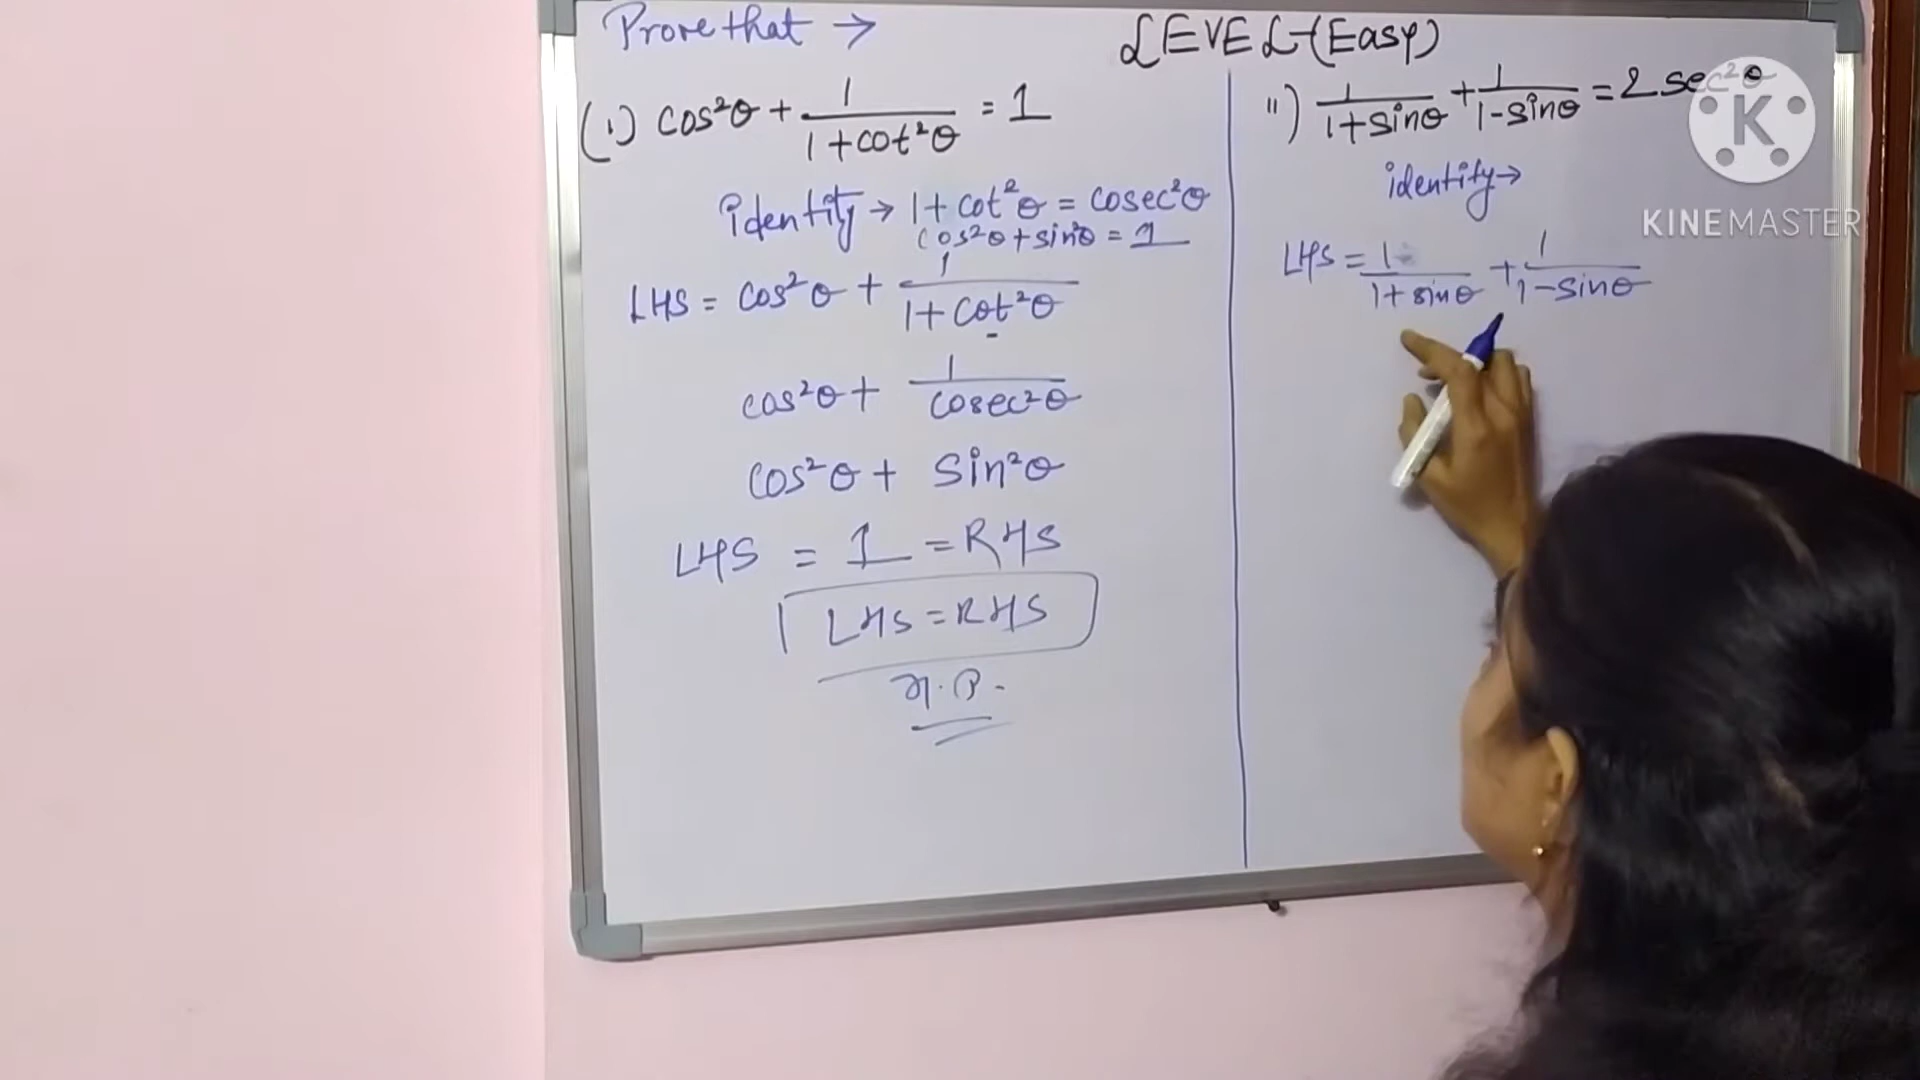 Prove that →
LEVEL-(Easy)
(i) cos²θ + 1/(1+cot²θ) = 1
identity → 1+cot²θ = cosec²θ
cos²θ+sin²θ = 1
LHS = cos²θ + 1/(1+cot²θ)
cos²θ + 1/cosec²θ
cos²θ + sin²θ
LHS = 1 = RHS
LHS = RHS
ii) 1/(1+sinθ) + 1/(1-sinθ) = 2sec²θ
identity→
LHS = 1/(1+sinθ) + 1/(1-sinθ)
K
KINEMASTER